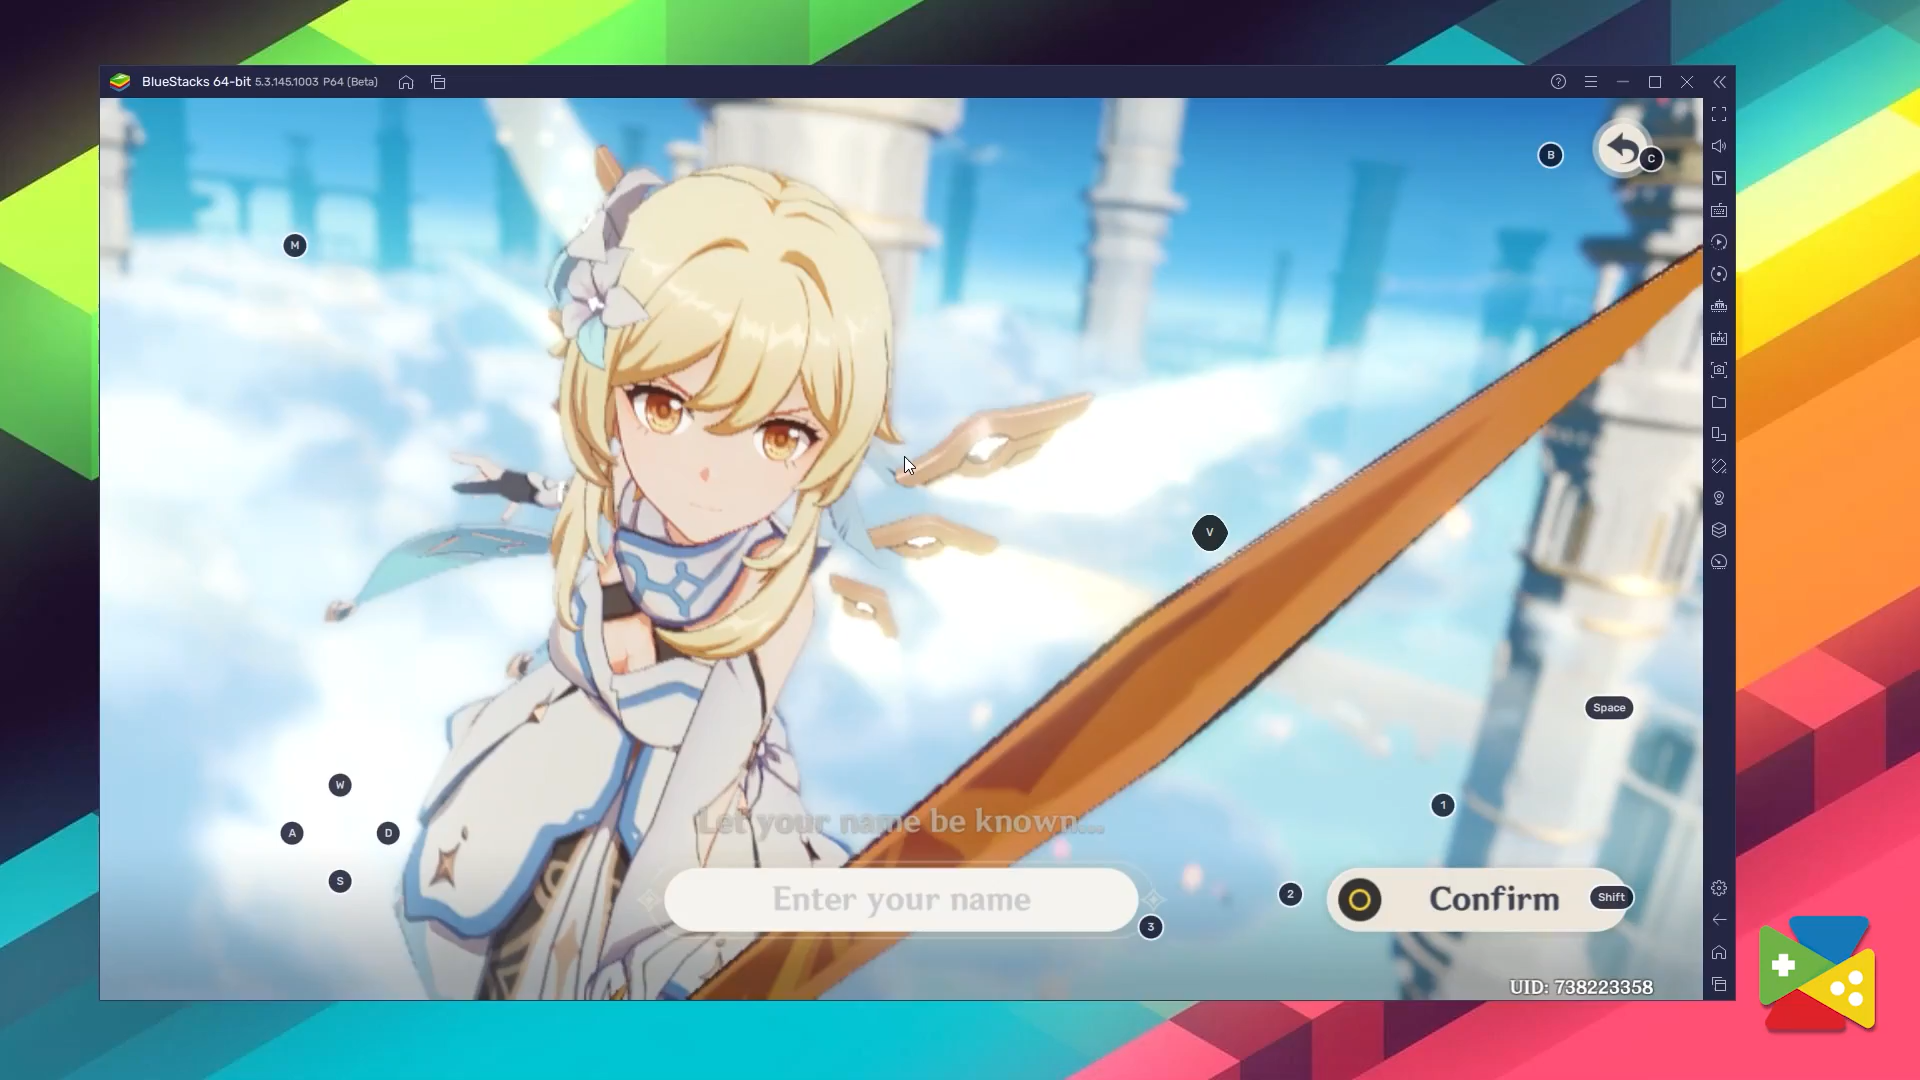 BlueStacks 64-bit 5.3.145.1003 P64 (Beta)
B
C
M
V
Space
W
1
A D
Let your name be known...
S
2
Enter your name
Confirm Shift
3
UID: 738223358